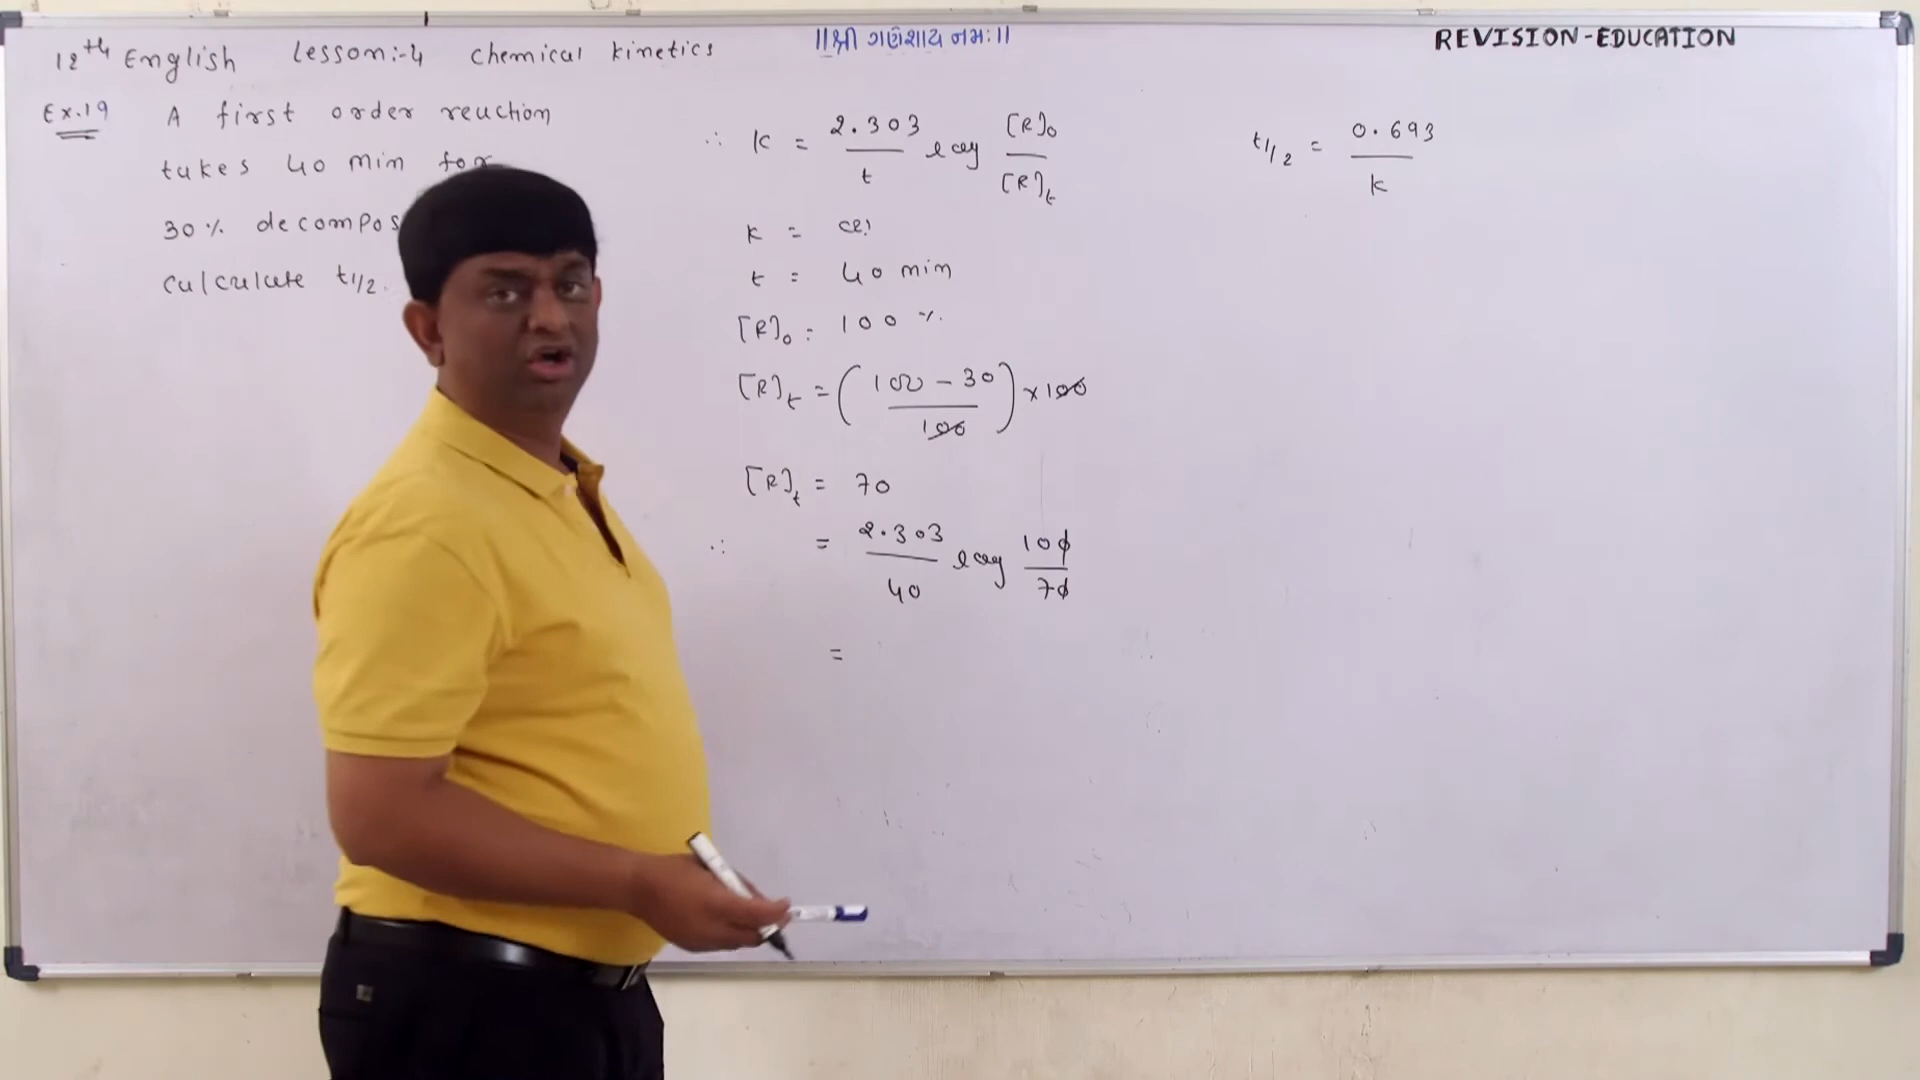 12th English Lesson:-4 Chemical kinetics
॥શ્રી ગણેશાય નમઃ॥
REVISION-EDUCATION
Ex.19 A first order reaction
takes 40 min for
30% decompos
calculate t1/2.
∴ k = 2.303/t log [R]0/[R]t
k = (?)
t = 40 min
[R]0 = 100 %
[R]t = (100 - 30/100) × 100
[R]t = 70
∴ = 2.303/40 log 100/70
=
t1/2 = 0.693/k